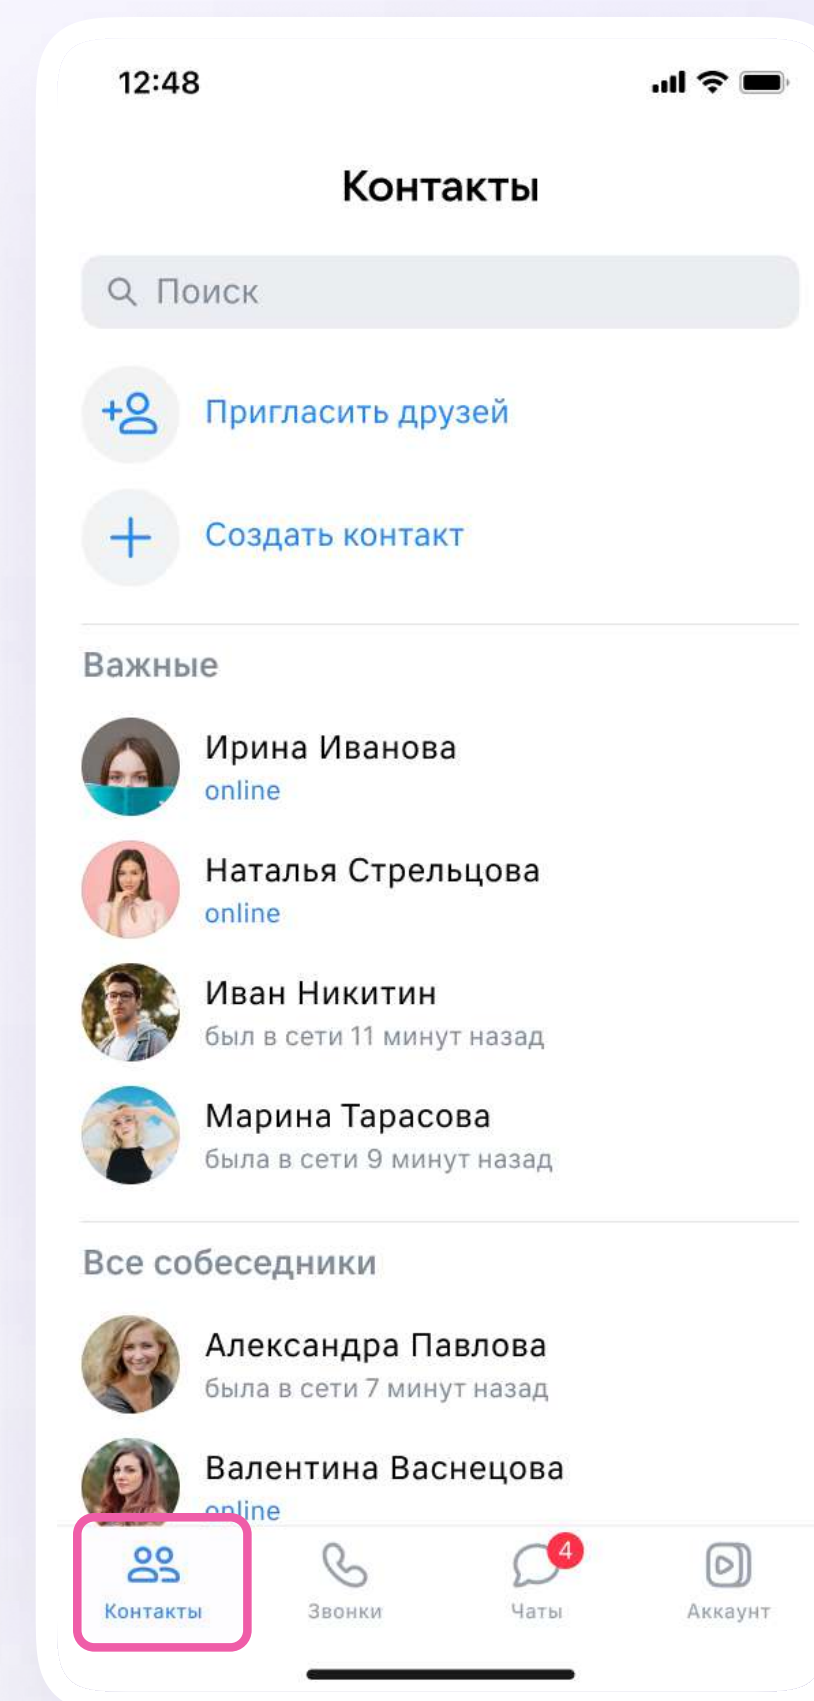 12:48
Контакты
Поиск
Пригласить друзей
Создать контакт
Важные
Ирина Иванова
online
Наталья Стрельцова
online
Иван Никитин
был в сети 11 минут назад
Марина Тарасова
была в сети 9 минут назад
Все собеседники
Александра Павлова
была в сети 7 минут назад
Валентина Васнецова
online
4
Контакты Звонки Чаты Аккаунт